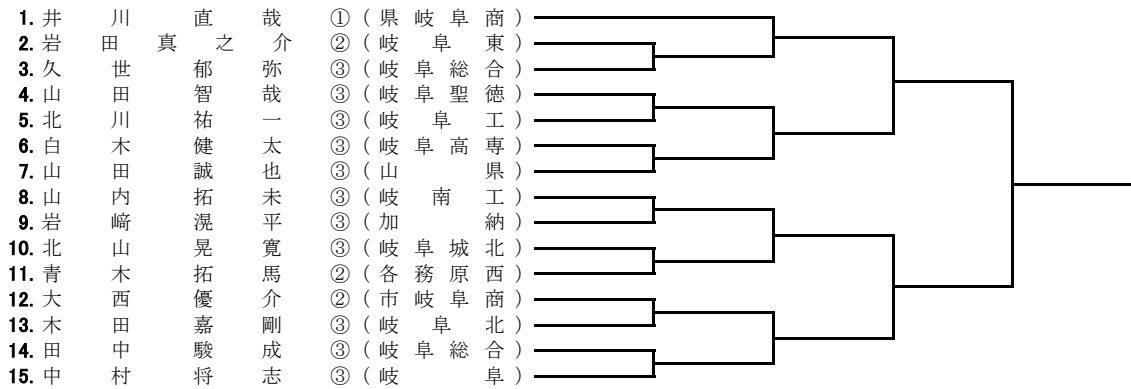 1. 井川直哉 ① (県岐阜商)
2. 岩田真之介 ② (岐阜東)
3. 久世郁弥 ③ (岐阜総合)
4. 山田智哉 ③ (岐阜聖徳)
5. 北川祐一 ③ (岐阜工)
6. 白木健太 ③ (岐阜高専)
7. 山田誠也 ③ (山県)
8. 山内拓未 ③ (岐南工)
9. 岩﨑滉平 ③ (加納)
10. 北山晃寛 ③ (岐阜城北)
11. 青木拓馬 ② (各務原西)
12. 大西優介 ② (市岐阜商)
13. 木田嘉剛 ③ (岐阜北)
14. 田中駿成 ③ (岐阜総合)
15. 中村将志 ③ (岐阜)